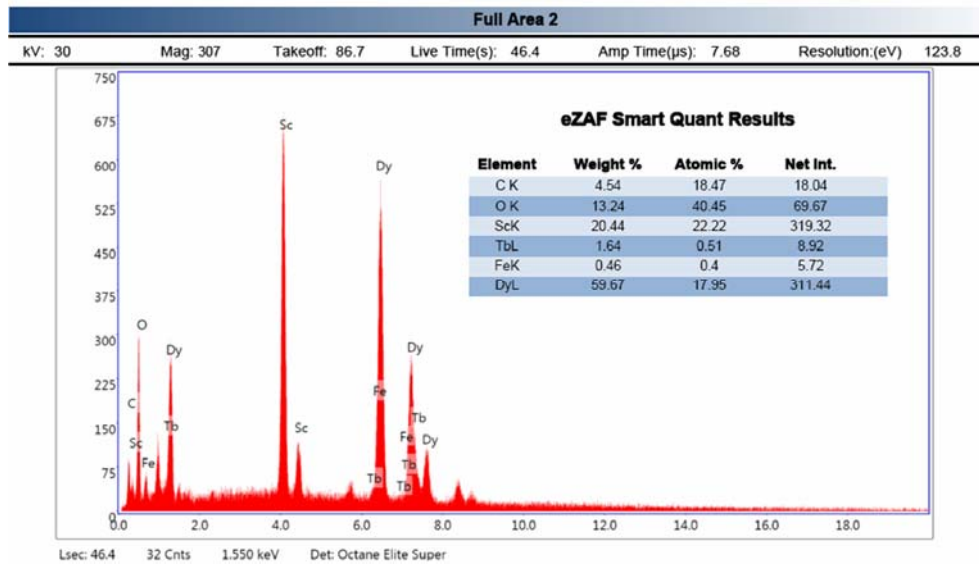 Full Area 2
kV: 30 Mag: 307 Takeoff: 86.7 Live Time(s): 46.4 Amp Time(µs): 7.68 Resolution:(eV) 123.8
eZAF Smart Quant Results
Element Weight % Atomic % Net Int.
C K 4.54 18.47 18.04
O K 13.24 40.45 69.67
ScK 20.44 22.22 319.32
TbL 1.64 0.51 8.92
FeK 0.46 0.4 5.72
DyL 59.67 17.95 311.44
750
675
600
525
450
375
300
225
150
75
0
Sc
Dy
O
Dy
Dy
C
Fe
Tb
Tb
Sc
Sc
Fe
Dy
Fe
Tb
Tb
Tb
0.0 2.0 4.0 6.0 8.0 10.0 12.0 14.0 16.0 18.0
Lsec: 46.4 32 Cnts 1.550 keV Det: Octane Elite Super